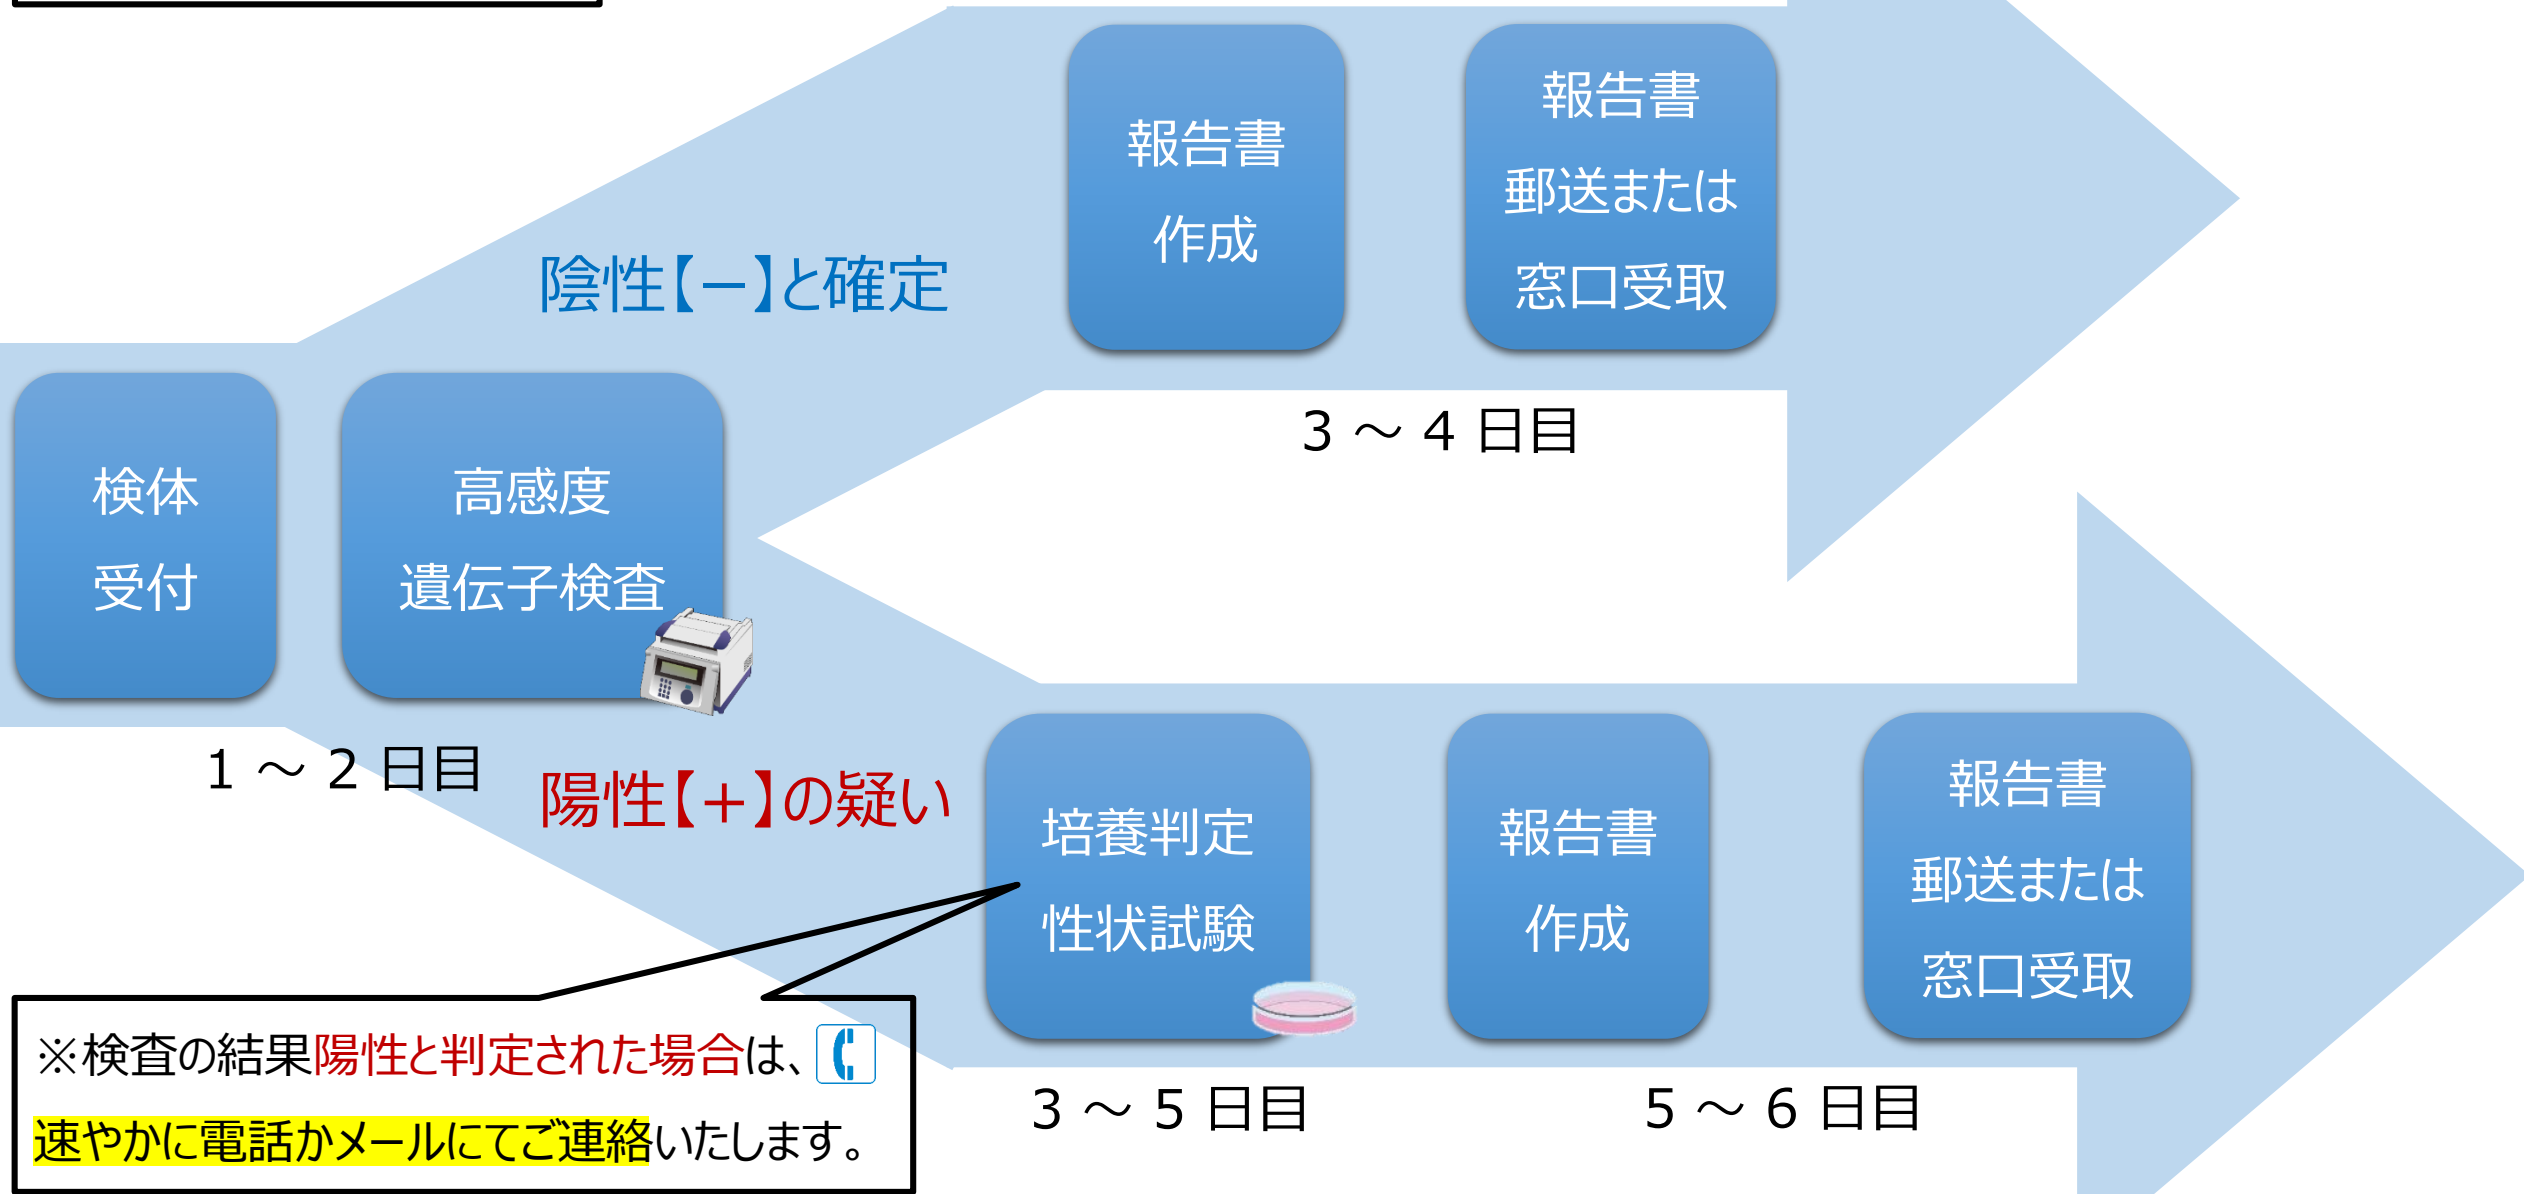 検体
受付
高感度
遺伝子検査
1 ～ 2 日目
陰性【－】と確定
報告書
作成
報告書
郵送または
窓口受取
3 ～ 4 日目
陽性【＋】の疑い
培養判定
性状試験
3 ～ 5 日目
報告書
作成
報告書
郵送または
窓口受取
5 ～ 6 日目
※検査の結果陽性と判定された場合は、
速やかに電話かメールにてご連絡いたします。